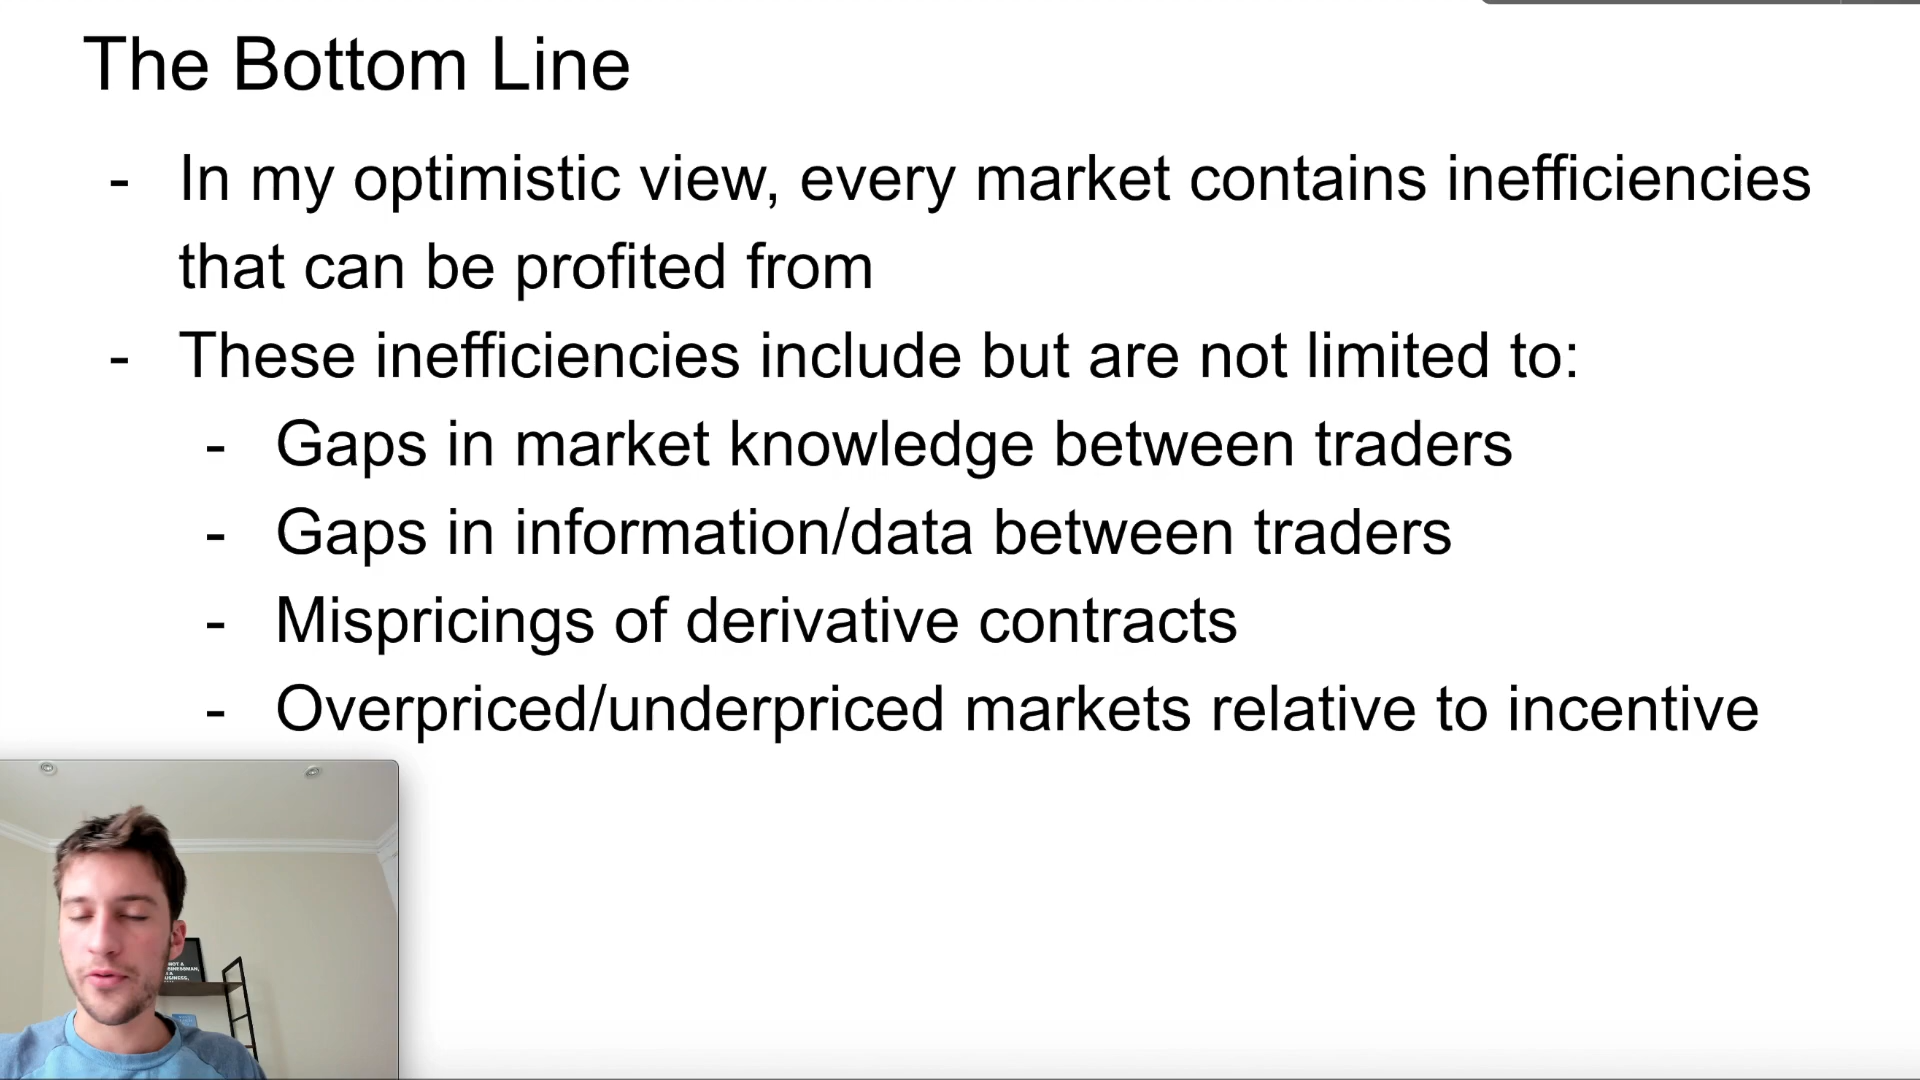 The Bottom Line
- In my optimistic view, every market contains inefficiencies
that can be profited from
- These inefficiencies include but are not limited to:
- Gaps in market knowledge between traders
- Gaps in information/data between traders
- Mispricings of derivative contracts
- Overpriced/underpriced markets relative to incentive
NOT A